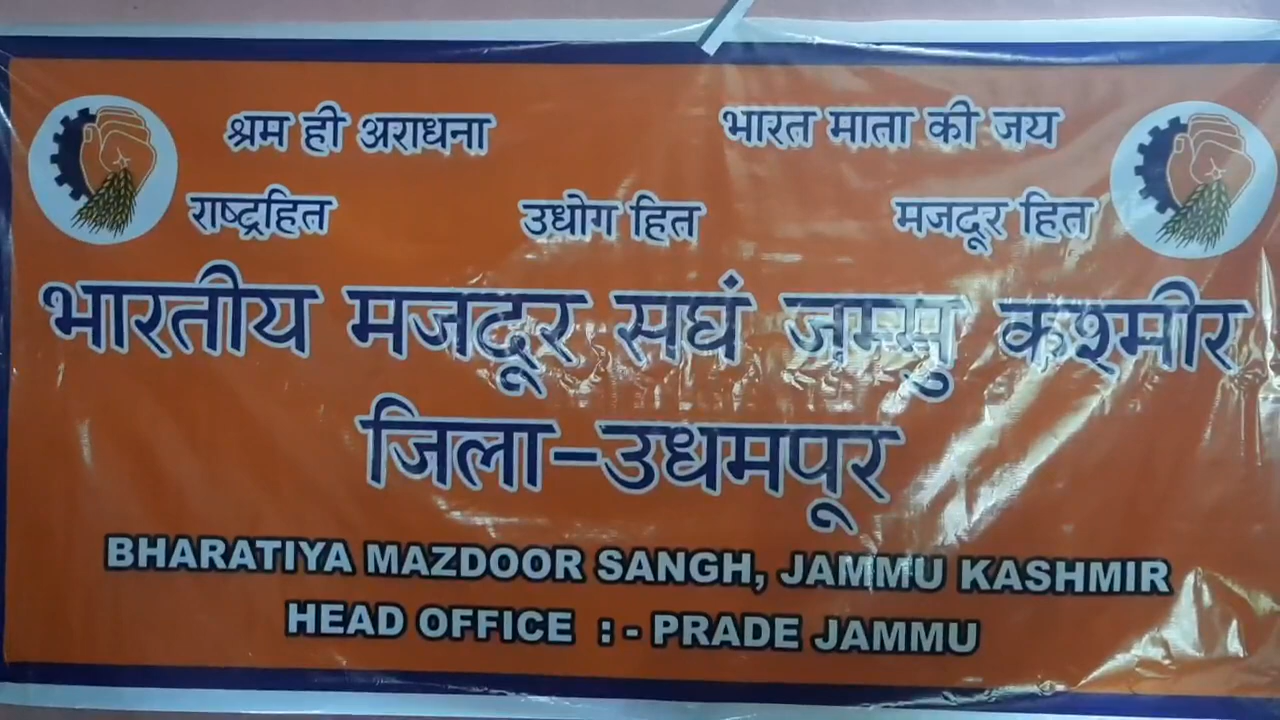 श्रम ही अराधना भारत माता की जय
राष्ट्रहित उधोग हित मजदूर हित
भारतीय मजदूर सघं जम्मु कश्मीर
जिला-उधमपूर
BHARATIYA MAZDOOR SANGH, JAMMU KASHMIR
HEAD OFFICE :- PRADE JAMMU